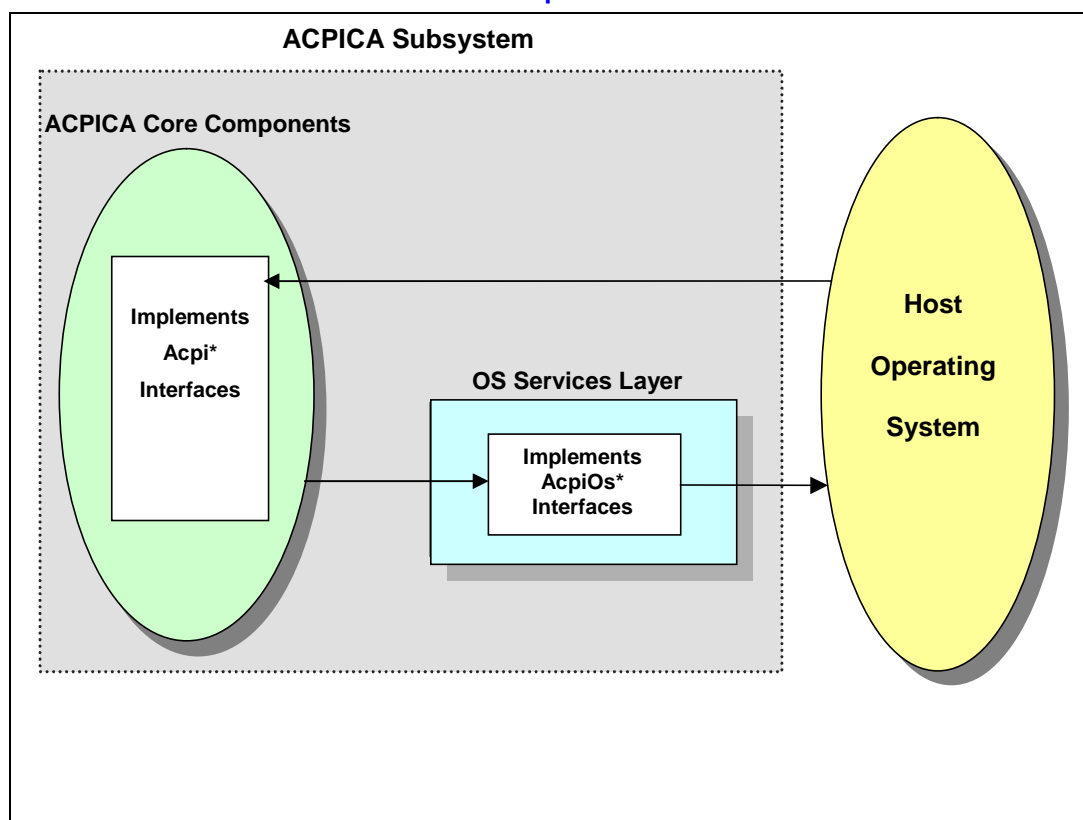 ACPICA Subsystem
ACPICA Core Components
Implements
Acpi*
Interfaces
OS Services Layer
Implements
AcpiOs*
Interfaces
Host
Operating
System